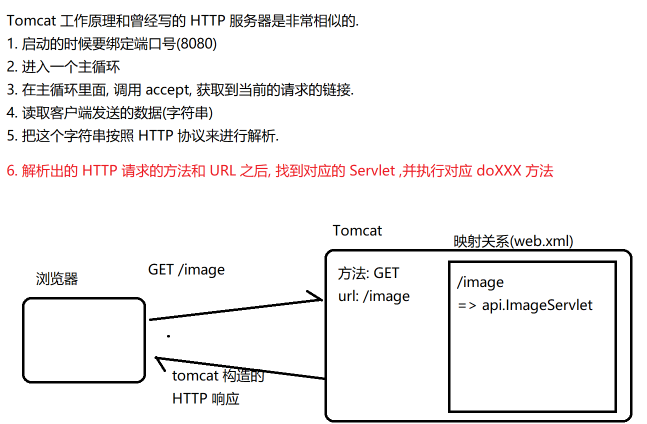 Tomcat 工作原理和曾经写的 HTTP 服务器是非常相似的.
1. 启动的时候要绑定端口号(8080)
2. 进入一个主循环
3. 在主循环里面, 调用 accept, 获取到当前的请求的链接.
4. 读取客户端发送的数据(字符串)
5. 把这个字符串按照 HTTP 协议来进行解析.
6. 解析出的 HTTP 请求的方法和 URL 之后, 找到对应的 Servlet ,并执行对应 doXXX 方法
Tomcat
映射关系(web.xml)
浏览器
GET /image
方法: GET
url: /image
/image
=> api.ImageServlet
tomcat 构造的
HTTP 响应